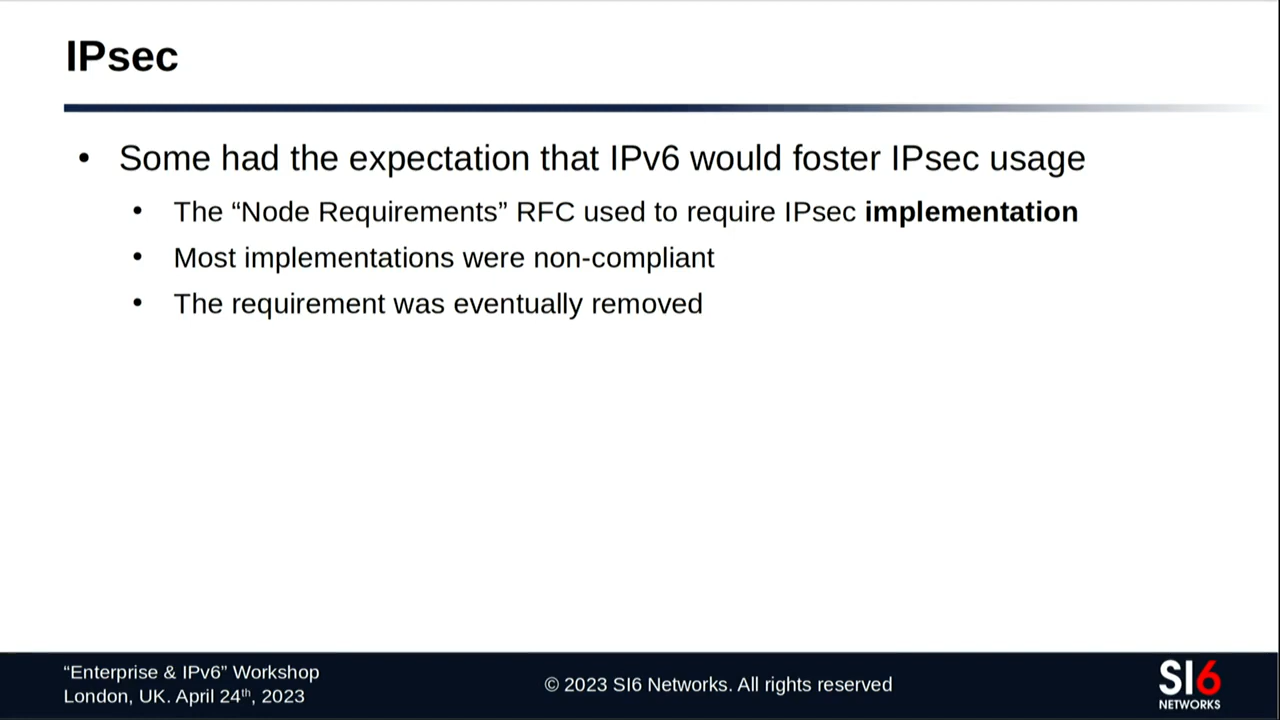 IPsec
• Some had the expectation that IPv6 would foster IPsec usage
• The “Node Requirements” RFC used to require IPsec implementation
• Most implementations were non-compliant
• The requirement was eventually removed
“Enterprise & IPv6” Workshop
London, UK. April 24th, 2023
© 2023 SI6 Networks. All rights reserved
SI6
NETWORKS